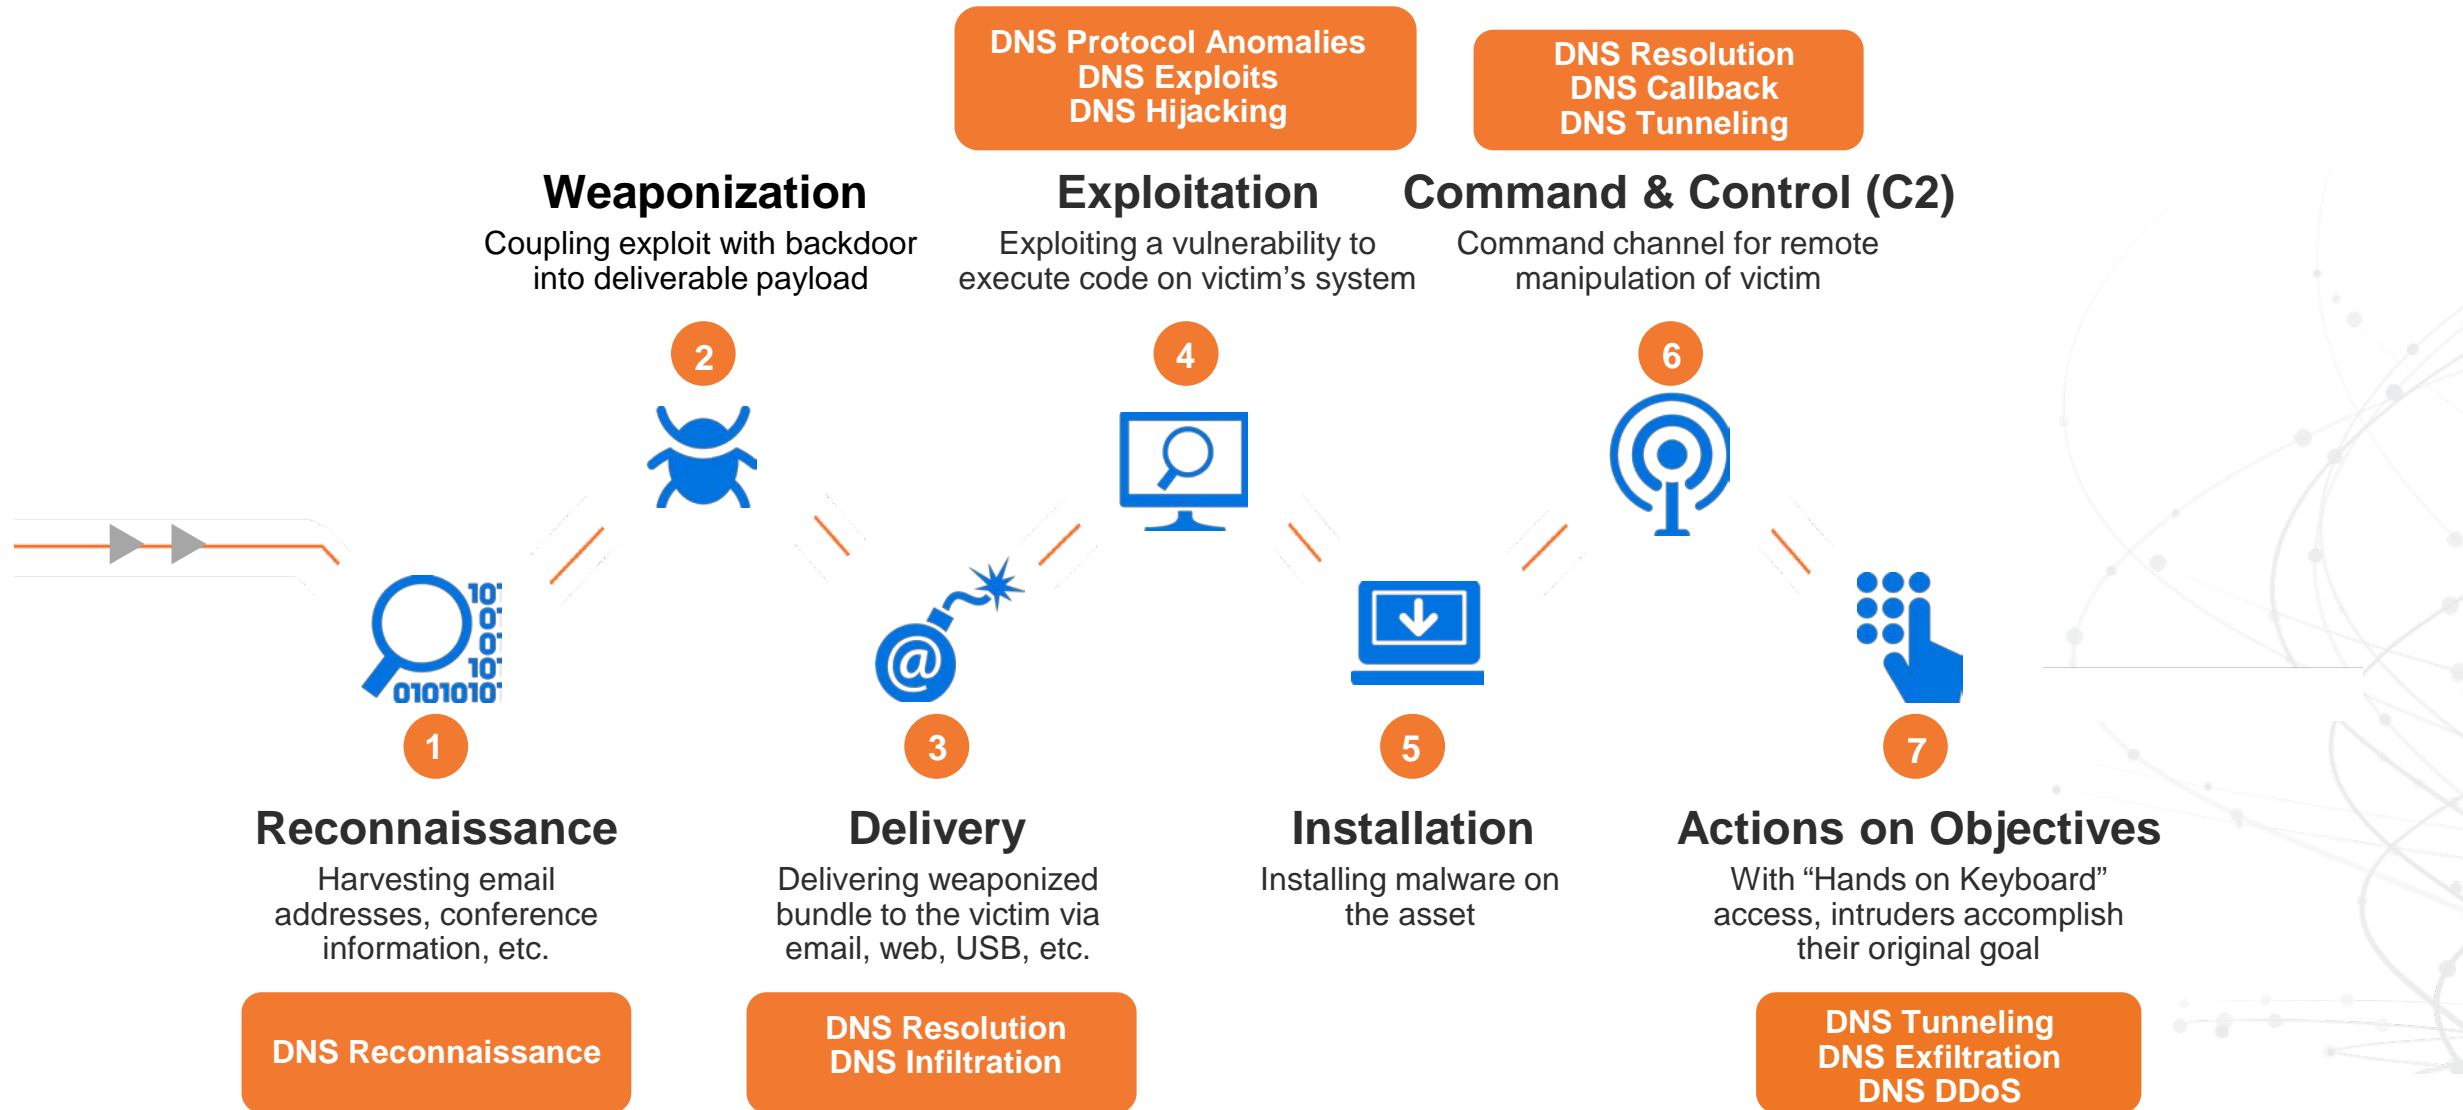 DNS Protocol Anomalies
DNS Exploits
DNS Hijacking
DNS Resolution
DNS Callback
DNS Tunneling
Weaponization
Coupling exploit with backdoor
into deliverable payload
Exploitation
Exploiting a vulnerability to
execute code on victim’s system
Command & Control (C2)
Command channel for remote
manipulation of victim
2
4
6
10
0
0
10
0101010
@
1
3
5
7
Reconnaissance
Harvesting email
addresses, conference
information, etc.
Delivery
Delivering weaponized
bundle to the victim via
email, web, USB, etc.
Installation
Installing malware on
the asset
Actions on Objectives
With “Hands on Keyboard”
access, intruders accomplish
their original goal
DNS Reconnaissance
DNS Resolution
DNS Infiltration
DNS Tunneling
DNS Exfiltration
DNS DDoS